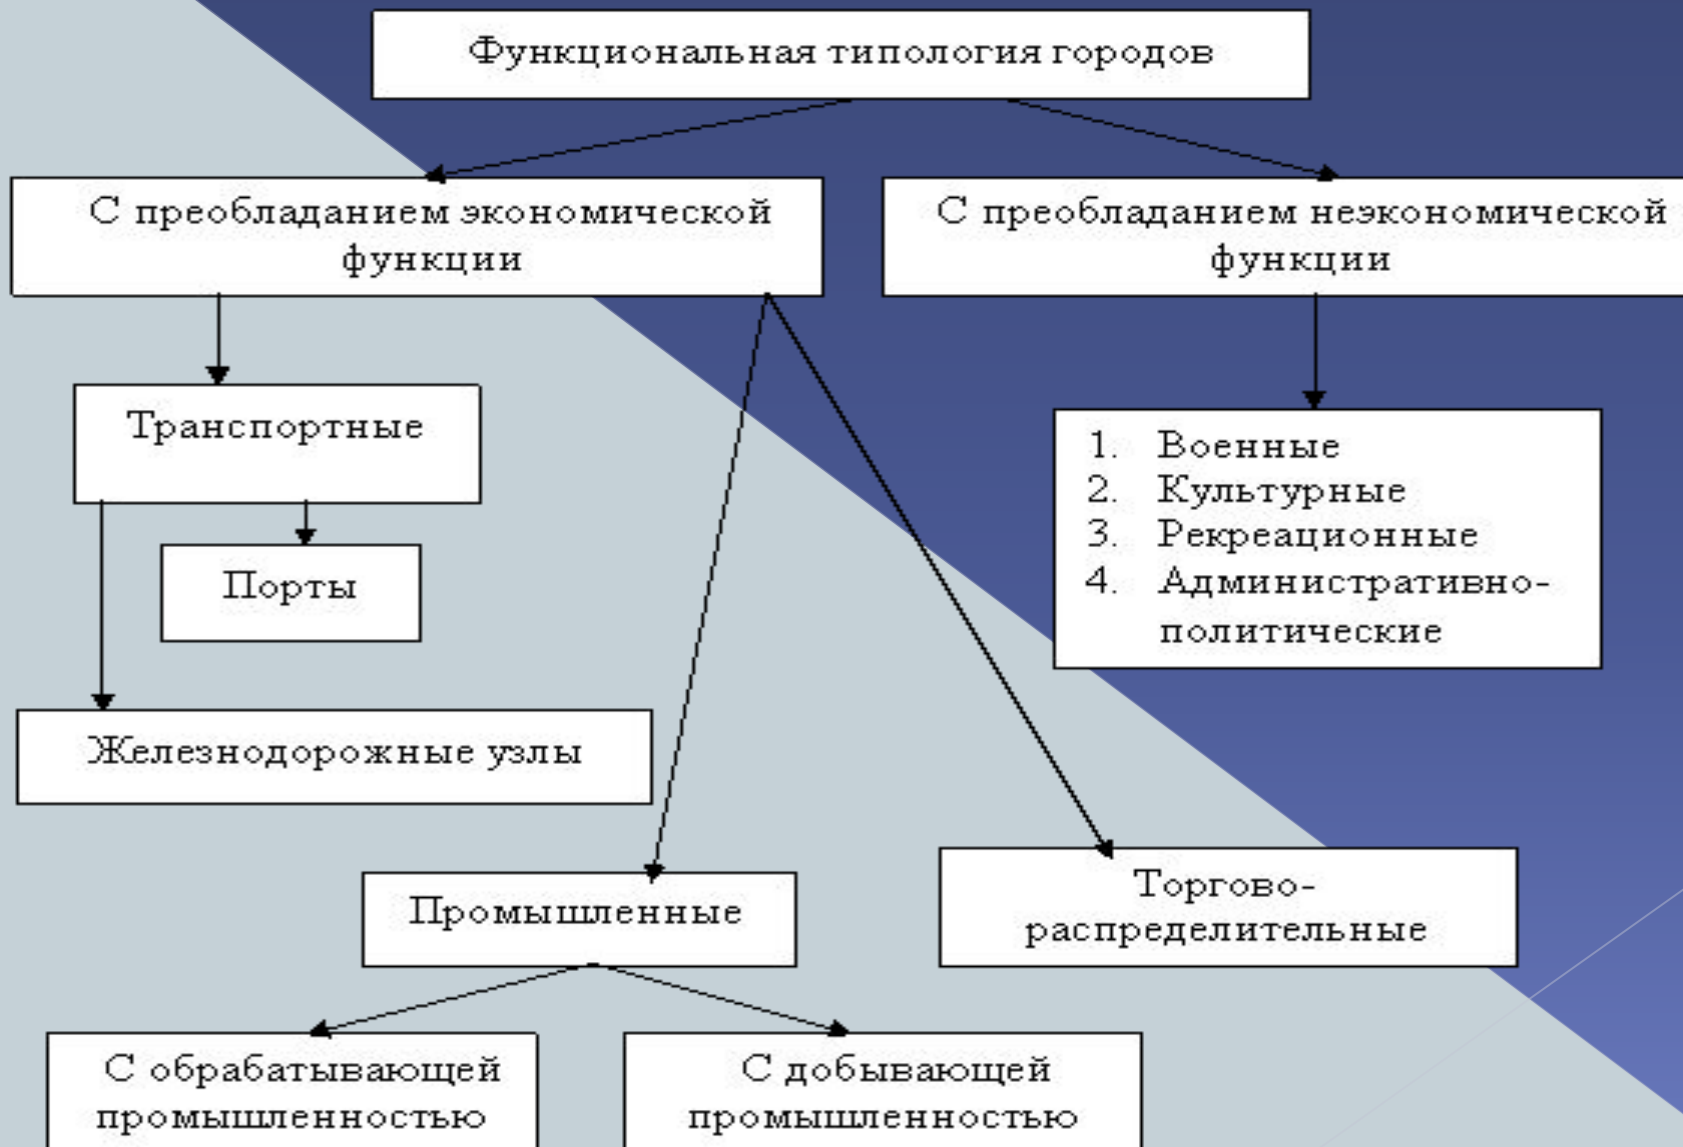 Функциональная типология городов
С преобладанием экономической
функции
С преобладанием неэкономической
функции
Транспортные
Порты
Железнодорожные узлы
1. Военные
2. Культурные
3. Рекреационные
4. Административно-
политические
Промышленные
Торгово-
распределительные
С обрабатывающей
промышленностью
С добывающей
промышленностью